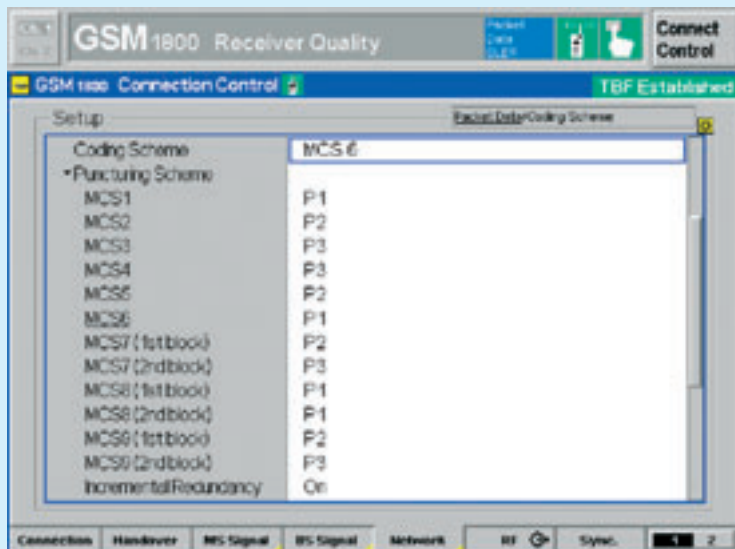 GSM 1800 Receiver Quality
Packet Data BLER
Connect Control
GSM 1800 Connection Control
TBF Established
Setup
Packet Data/Coding Scheme
Coding Scheme MCS 6
Puncturing Scheme
MCS1 P1
MCS2 P2
MCS3 P3
MCS4 P3
MCS5 P2
MCS6 P1
MCS7 (1st block) P2
MCS7 (2nd block) P3
MCS8 (1st block) P1
MCS8 (2nd block) P1
MCS9 (1st block) P2
MCS9 (2nd block) P3
Incremental Redundancy On
Connection Handover MS Signal BS Signal Network RF Sync. 1 2